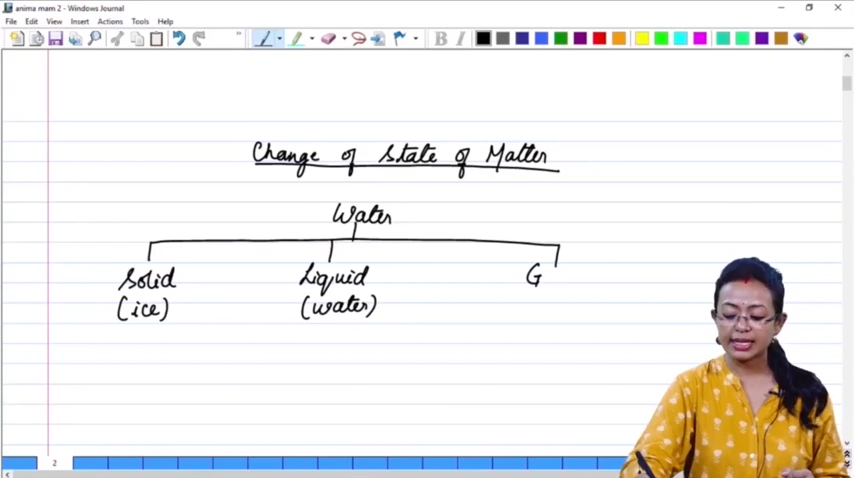 anima mam 2 - Windows Journal
File Edit View Insert Actions Tools Help
B I
Change of State of Matter
Water
Solid Liquid G
(ice) (water)
2